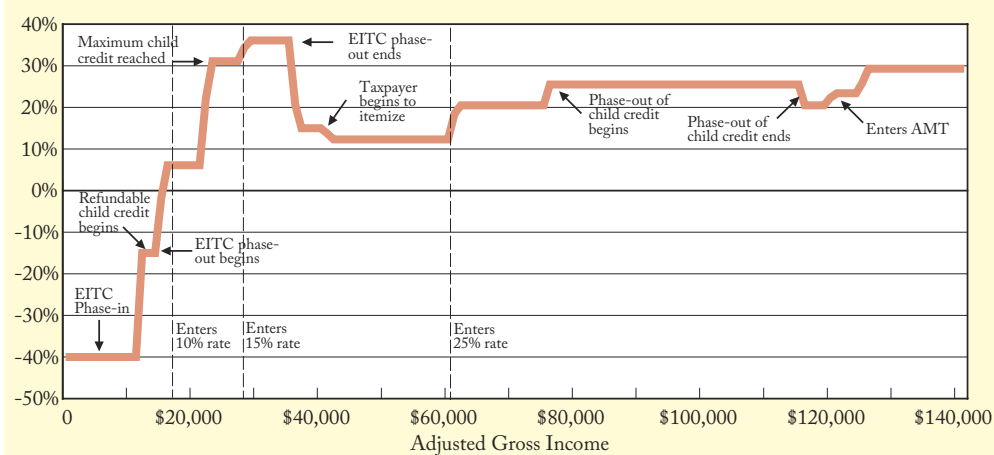 40%
30%
20%
10%
0%
-10%
-20%
-30%
-40%
-50%
Maximum child
credit reached
EITC phase-
out ends
Taxpayer
begins to
itemize
Phase-out of
child credit
begins
Phase-out of
child credit ends
Enters AMT
Refundable
child credit
begins
EITC phase-
out begins
EITC
Phase-in
Enters
10% rate
Enters
15% rate
Enters
25% rate
0
$20,000
$40,000
$60,000
$80,000
$100,000
$120,000
$140,000
Adjusted Gross Income